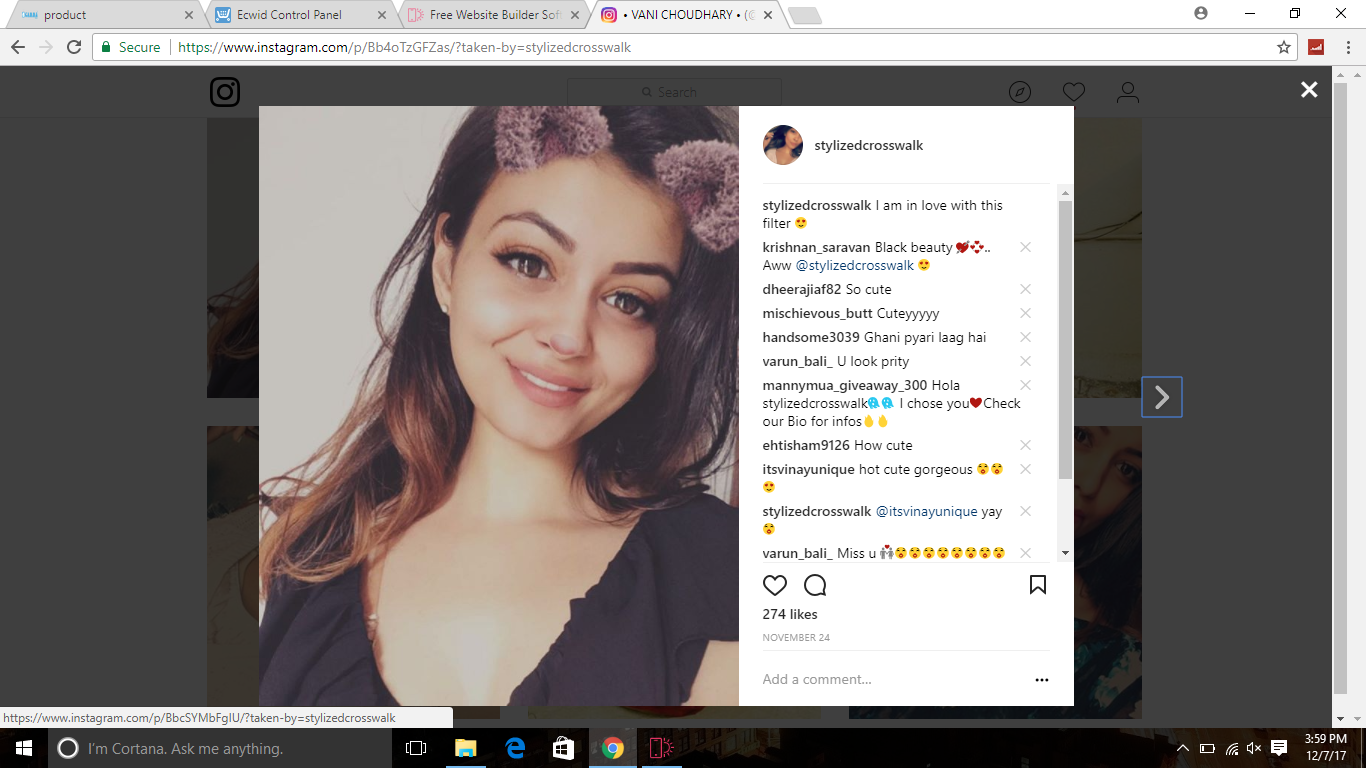 product
Ecwid Control Panel
Free Website Builder Sof
• VANI CHOUDHARY • (
Secure
https://www.instagram.com/p/Bb4oTzGFZas/?taken-by=stylizedcrosswalk
Search
stylizedcrosswalk
stylizedcrosswalk I am in love with this
filter 😍
krishnan_saravan Black beauty 💘💞..
Aww @stylizedcrosswalk 😍
dheerajiaf82 So cute
mischievous_butt Cuteyyyyy
handsome3039 Ghani pyari laag hai
varun_bali_ U look prity
mannymua_giveaway_300 Hola
stylizedcrosswalk I chose you❤Check
our Bio for infos
ehtisham9126 How cute
itsvinayunique hot cute gorgeous 😲😲
😍
stylizedcrosswalk @itsvinayunique yay
😲
varun_bali_ Miss u 💑😲😲😲😲😲😲😲😲
274 likes
NOVEMBER 24
Add a comment...
https://www.instagram.com/p/BbcSYMbFglU/?taken-by=stylizedcrosswalk
I'm Cortana. Ask me anything.
3:59 PM
12/7/17